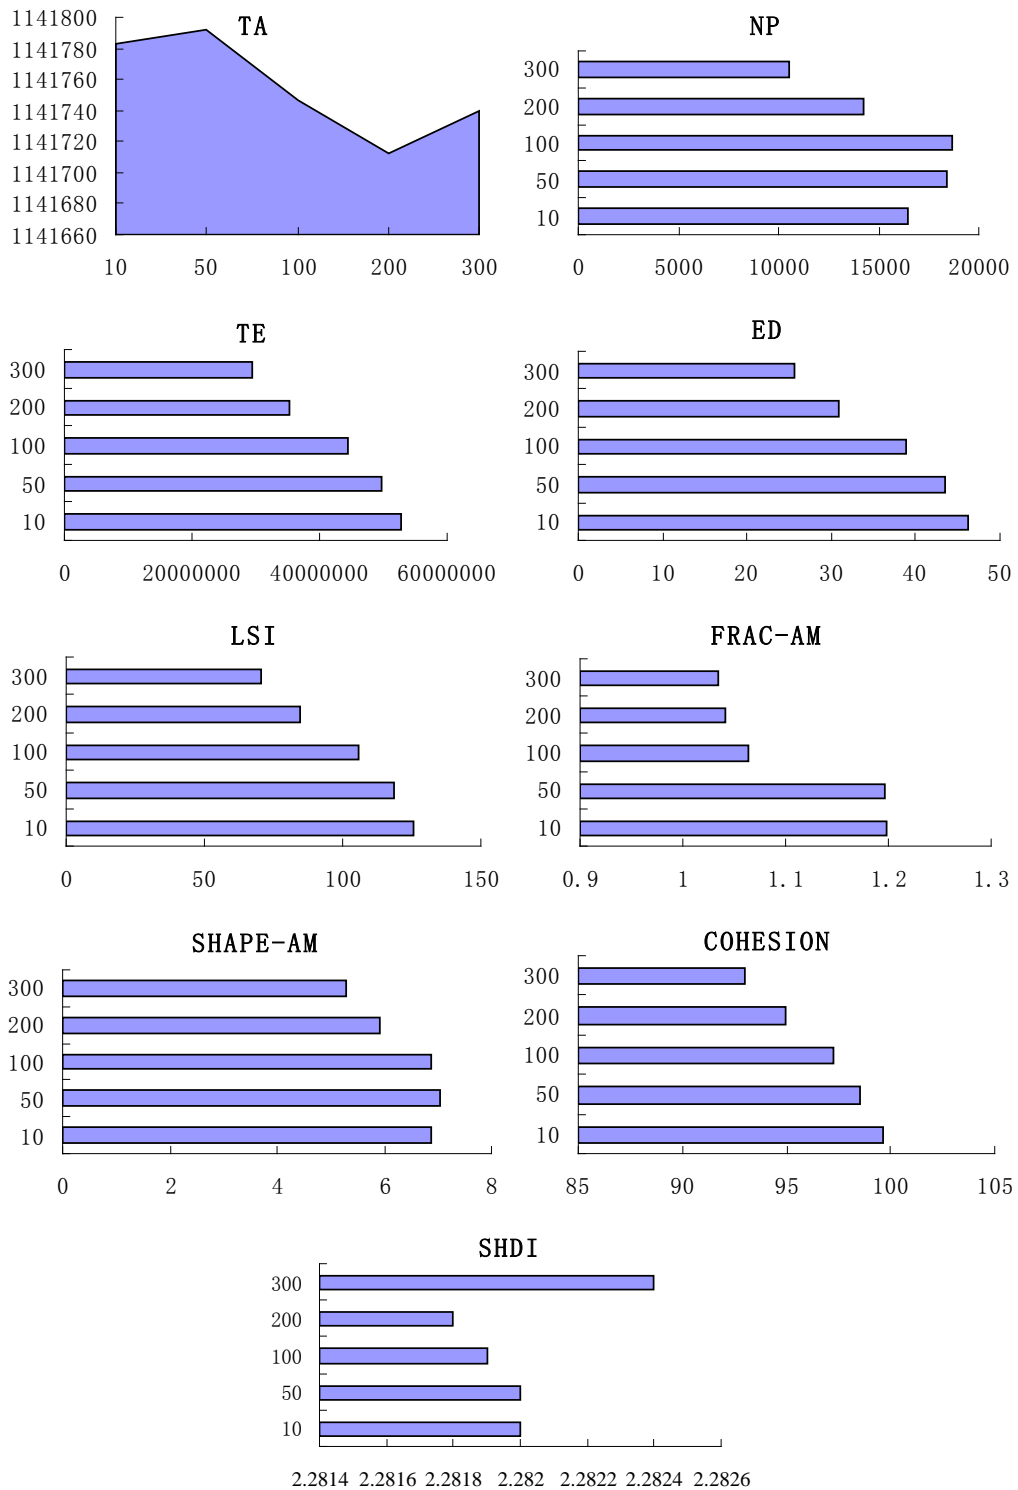 TA
1141800
1141780
1141760
1141740
1141720
1141700
1141680
1141660
10 50 100 200 300
NP
300
200
100
50
10
0 5000 10000 15000 20000
TE
300
200
100
50
10
0 20000000 40000000 60000000
ED
300
200
100
50
10
0 10 20 30 40 50
LSI
300
200
100
50
10
0 50 100 150
FRAC-AM
300
200
100
50
10
0.9 1 1.1 1.2 1.3
SHAPE-AM
300
200
100
50
10
0 2 4 6 8
COHESION
300
200
100
50
10
85 90 95 100 105
SHDI
300
200
100
50
10
2.2814 2.2816 2.2818 2.282 2.2822 2.2824 2.2826